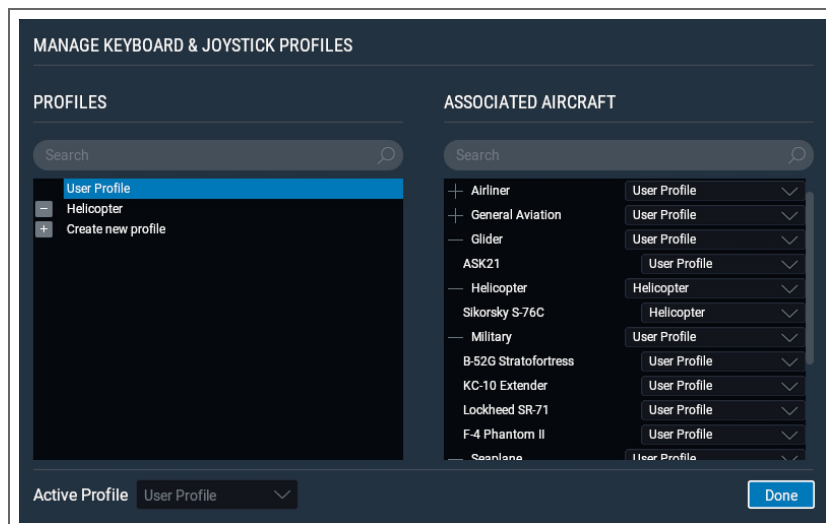 MANAGE KEYBOARD & JOYSTICK PROFILES
PROFILES
Search
User Profile
Helicopter
Create new profile
ASSOCIATED AIRCRAFT
Search
Airliner User Profile
General Aviation User Profile
Glider User Profile
ASK21 User Profile
Helicopter Helicopter
Sikorsky S-76C Helicopter
Military User Profile
B-52G Stratofortress User Profile
KC-10 Extender User Profile
Lockheed SR-71 User Profile
F-4 Phantom II User Profile
Seaplane User Profile
Active Profile User Profile
Done